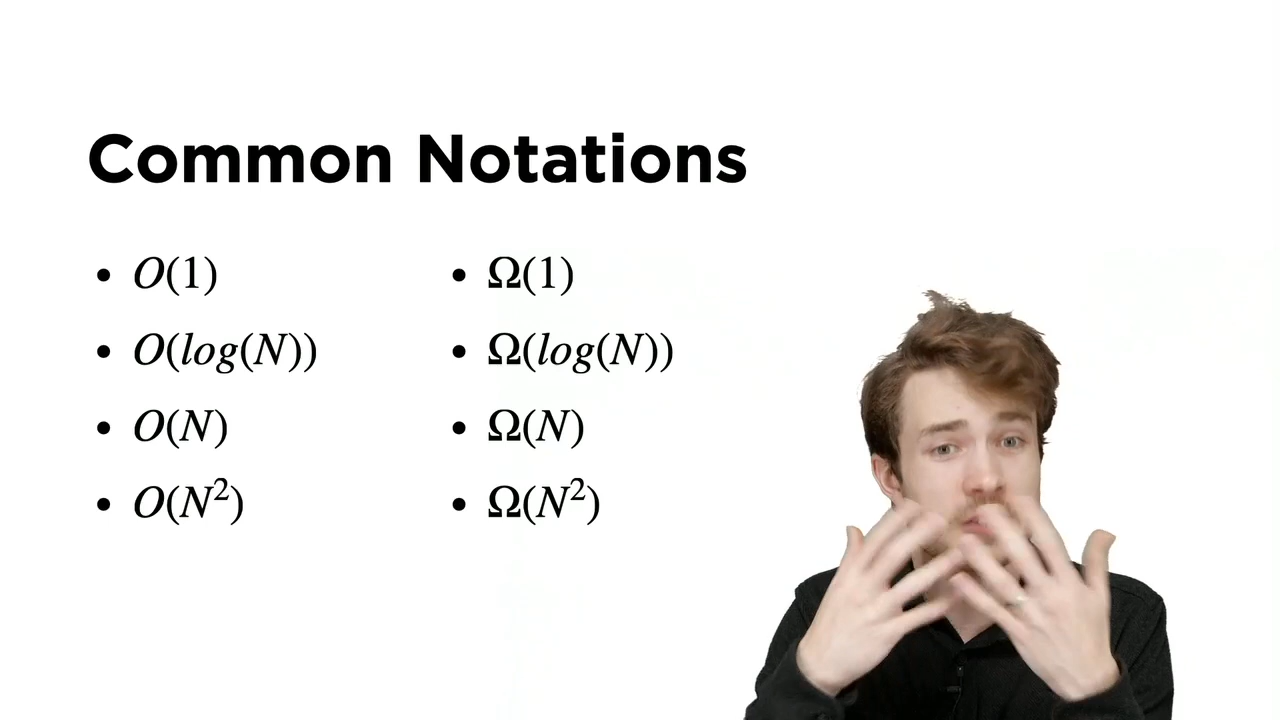 Common Notations
• O(1)
• O(log(N))
• O(N)
• O(N²)
• Ω(1)
• Ω(log(N))
• Ω(N)
• Ω(N²)